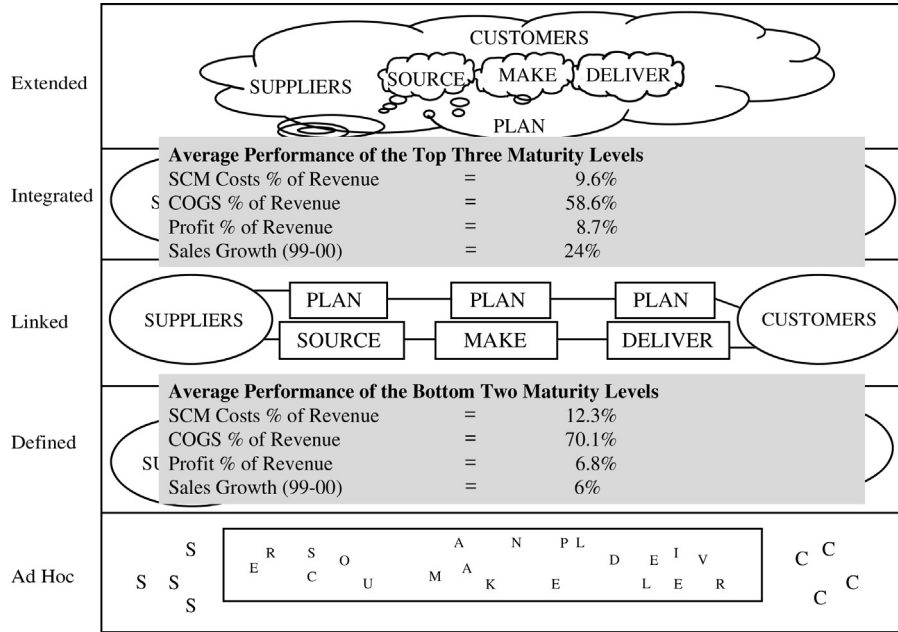 Extended
CUSTOMERS
SUPPLIERS
SOURCE
MAKE
DELIVER
PLAN
Integrated
S
Average Performance of the Top Three Maturity Levels
SCM Costs % of Revenue = 9.6%
COGS % of Revenue = 58.6%
Profit % of Revenue = 8.7%
Sales Growth (99-00) = 24%
Linked
SUPPLIERS
PLAN PLAN PLAN
SOURCE MAKE DELIVER
CUSTOMERS
Defined
SU
Average Performance of the Bottom Two Maturity Levels
SCM Costs % of Revenue = 12.3%
COGS % of Revenue = 70.1%
Profit % of Revenue = 6.8%
Sales Growth (99-00) = 6%
Ad Hoc
S
S S
S
E R S C O U
M A A K N E P L
D E I V L E R
C C
C C
C